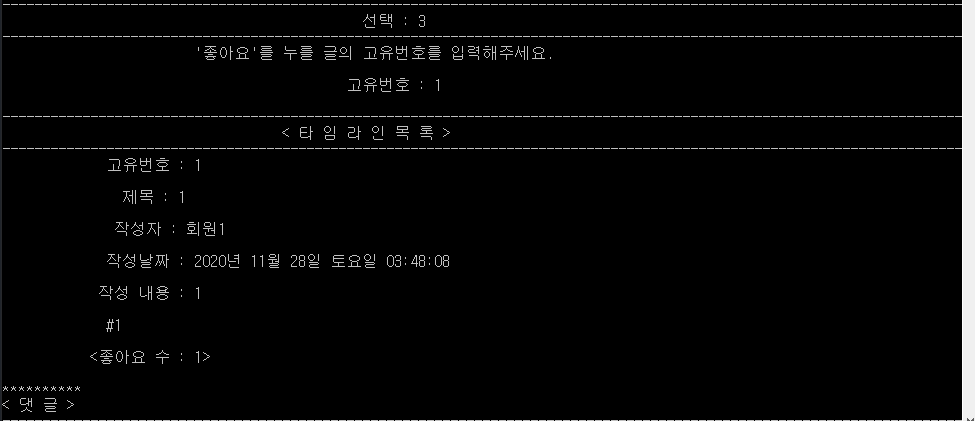 선택 : 3
'좋아요'를 누를 글의 고유번호를 입력해주세요.
고유번호 : 1
< 타 임 라 인 목 록 >
고유번호 : 1
제목 : 1
작성자 : 회원1
작성날짜 : 2020년 11월 28일 토요일 03:48:08
작성 내용 : 1
#1
<좋아요 수 : 1>
**********
< 댓 글 >